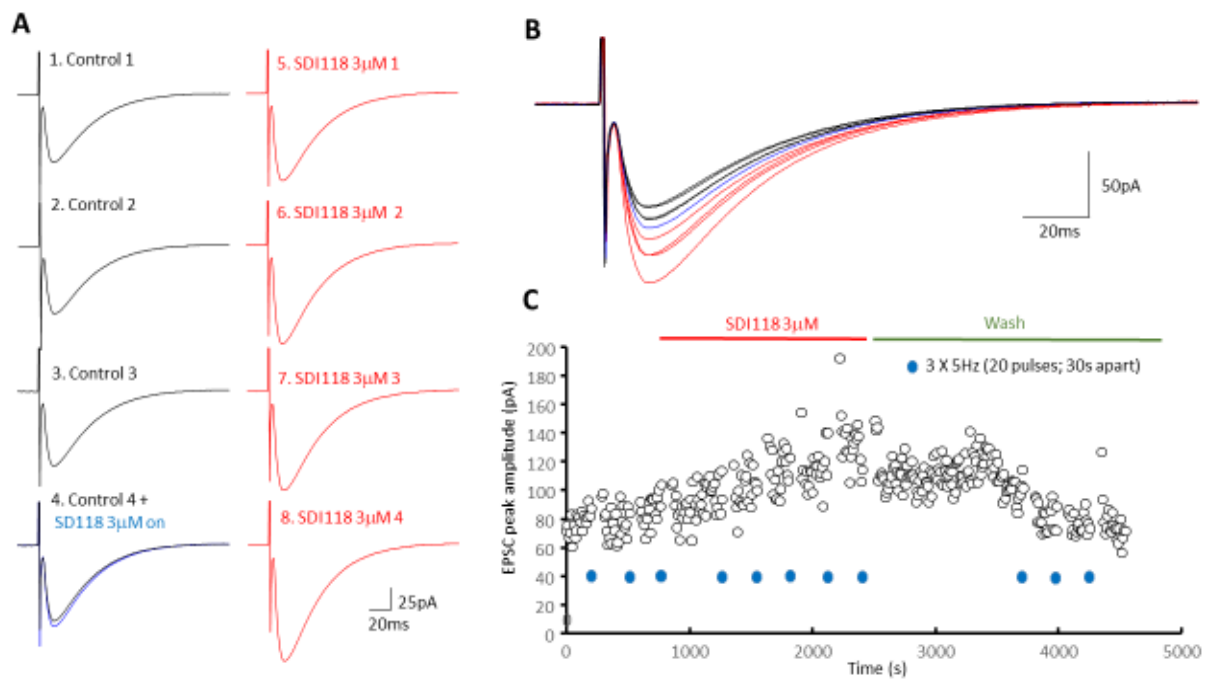 A
1. Control 1
5. SDI118 3µM 1
2. Control 2
6. SDI118 3µM 2
3. Control 3
7. SDI118 3µM 3
4. Control 4 +
SD118 3µM on
8. SDI118 3µM 4
25pA
20ms
B
50pA
20ms
C
SDI118 3µM
Wash
3 X 5Hz (20 pulses; 30s apart)
EPSC peak amplitude (pA)
200
180
160
140
120
100
80
60
40
20
0
0 1000 2000 3000 4000 5000
Time (s)